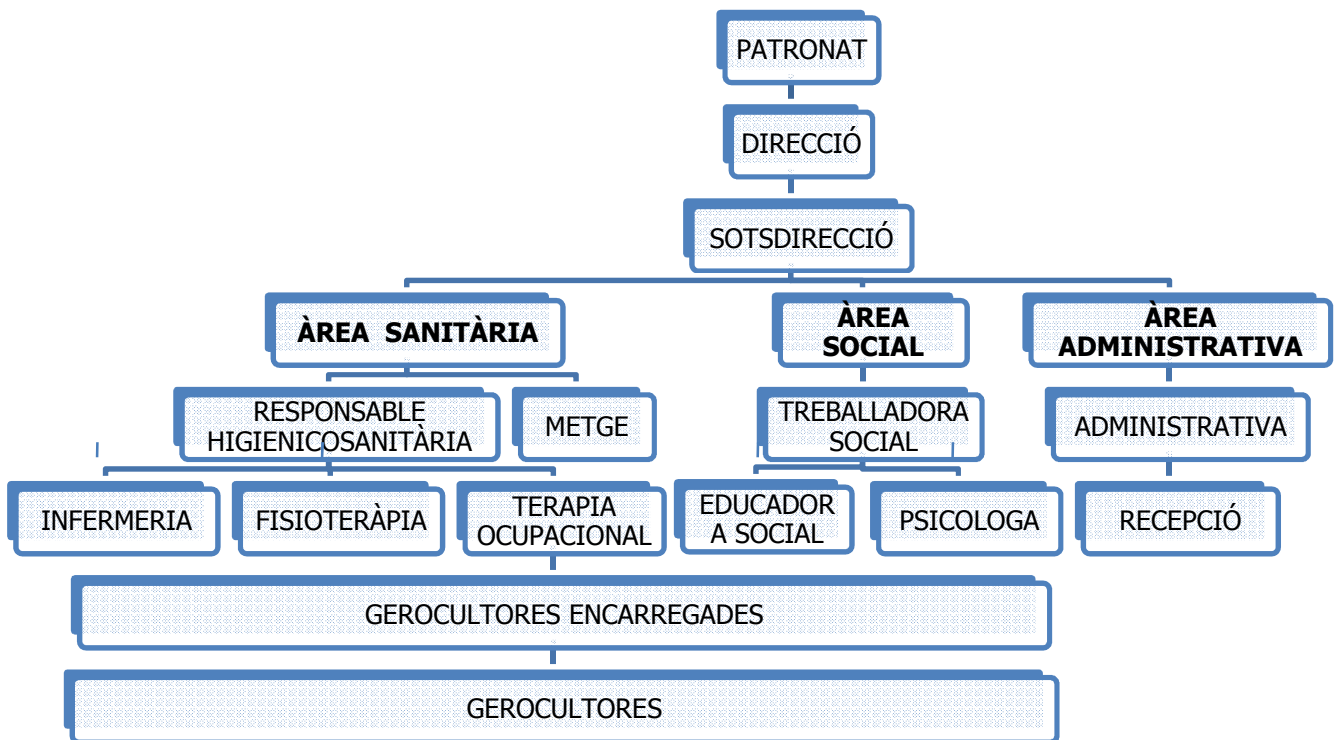 PATRONAT
DIRECCIÓ
SOTSDIRECCIÓ
ÀREA SANITÀRIA
ÀREA
SOCIAL
ÀREA
ADMINISTRATIVA
RESPONSABLE
HIGIENICOSANITÀRIA
METGE
TREBALLADORA
SOCIAL
ADMINISTRATIVA
INFERMERIA
FISIOTERÀPIA
TERAPIA
OCUPACIONAL
EDUCADOR
A SOCIAL
PSICOLOGA
RECEPCIÓ
GEROCULTORES ENCARREGADES
GEROCULTORES